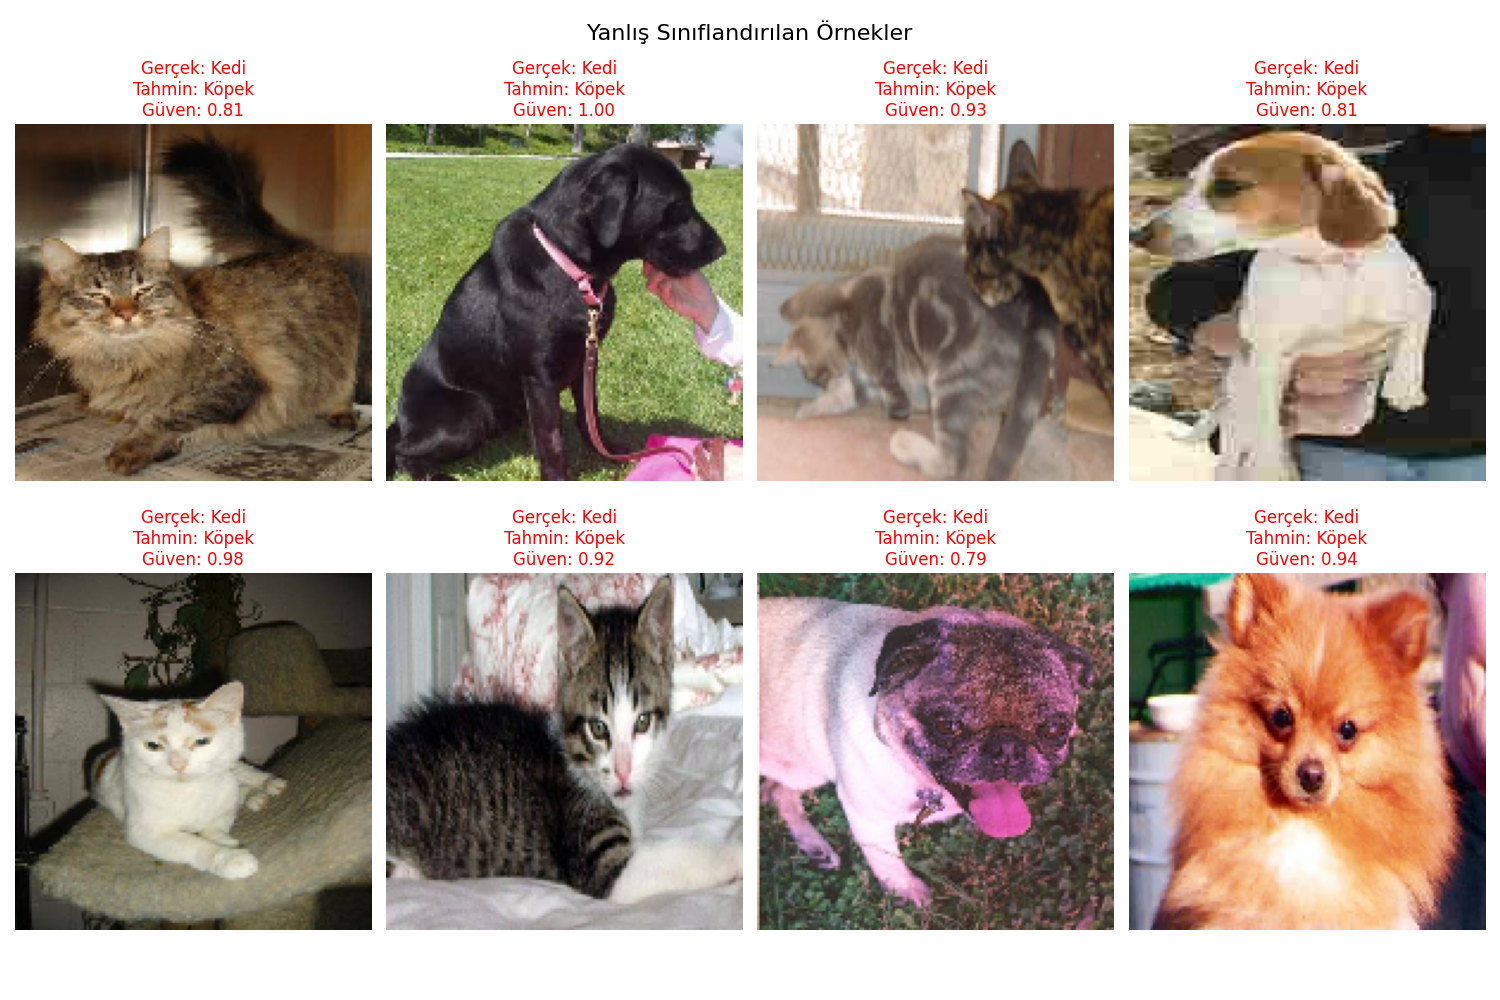 Yanlış Sınıflandırılan Örnekler
Gerçek: Kedi
Tahmin: Köpek
Güven: 0.81
Gerçek: Kedi
Tahmin: Köpek
Güven: 1.00
Gerçek: Kedi
Tahmin: Köpek
Güven: 0.93
Gerçek: Kedi
Tahmin: Köpek
Güven: 0.81
Gerçek: Kedi
Tahmin: Köpek
Güven: 0.98
Gerçek: Kedi
Tahmin: Köpek
Güven: 0.92
Gerçek: Kedi
Tahmin: Köpek
Güven: 0.79
Gerçek: Kedi
Tahmin: Köpek
Güven: 0.94